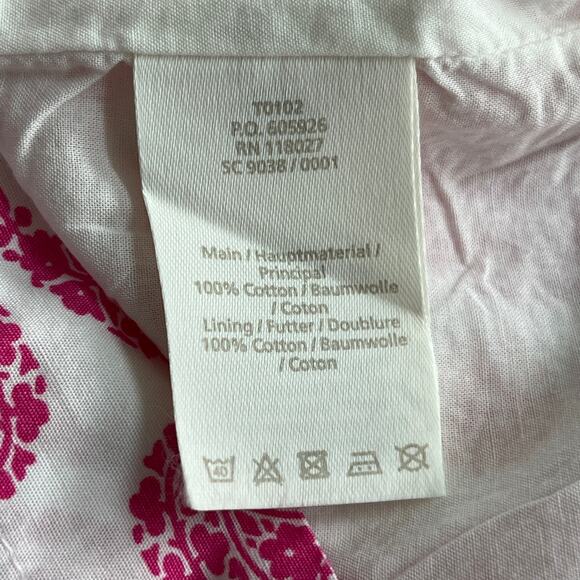 T0102
P.O. 605926
RN 118027
SC 9038 / 0001
Main / Hauptmaterial /
Principal
100% Cotton / Baumwolle
/ Coton
Lining / Futter / Doublure
100% Cotton / Baumwolle
/ Coton
40